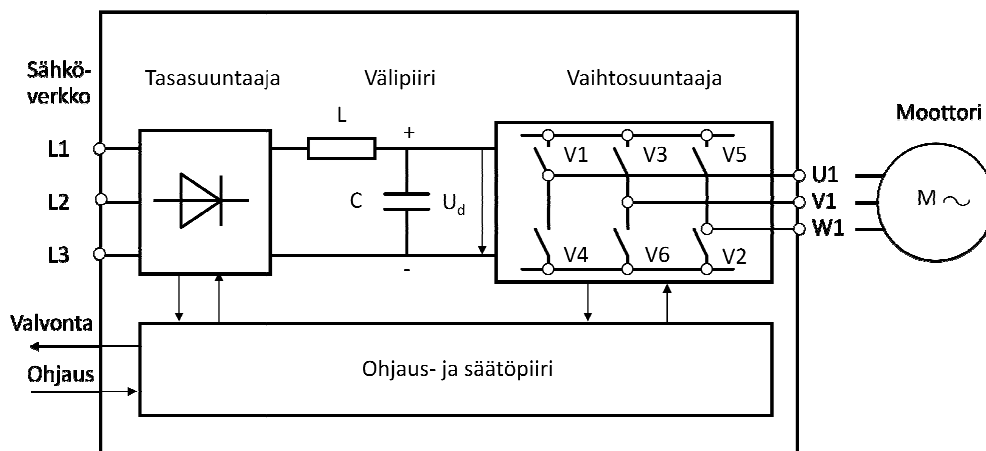 Sähkö-
verkko
Tasasuuntaaja
Välipiiri
Vaihtosuuntaaja
Moottori
L1
L2
L3
L
+
C
U_d
-
V1
V3
V5
V4
V6
V2
U1
V1
W1
M
Valvonta
Ohjaus
Ohjaus- ja säätöpiiri